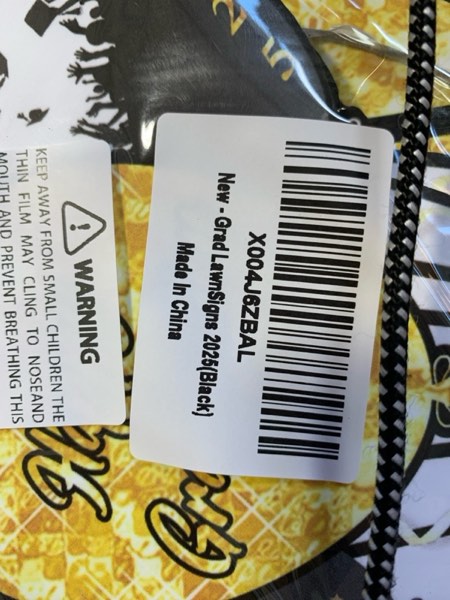 X004J6ZBAL
New - Grad LawnSigns 2025(Black)
Made in China
WARNING
KEEP AWAY FROM SMALL CHILDREN THE
THIN FILM MAY CLING TO NOSEAND
MOUTH AND PREVENT BREATHING THIS